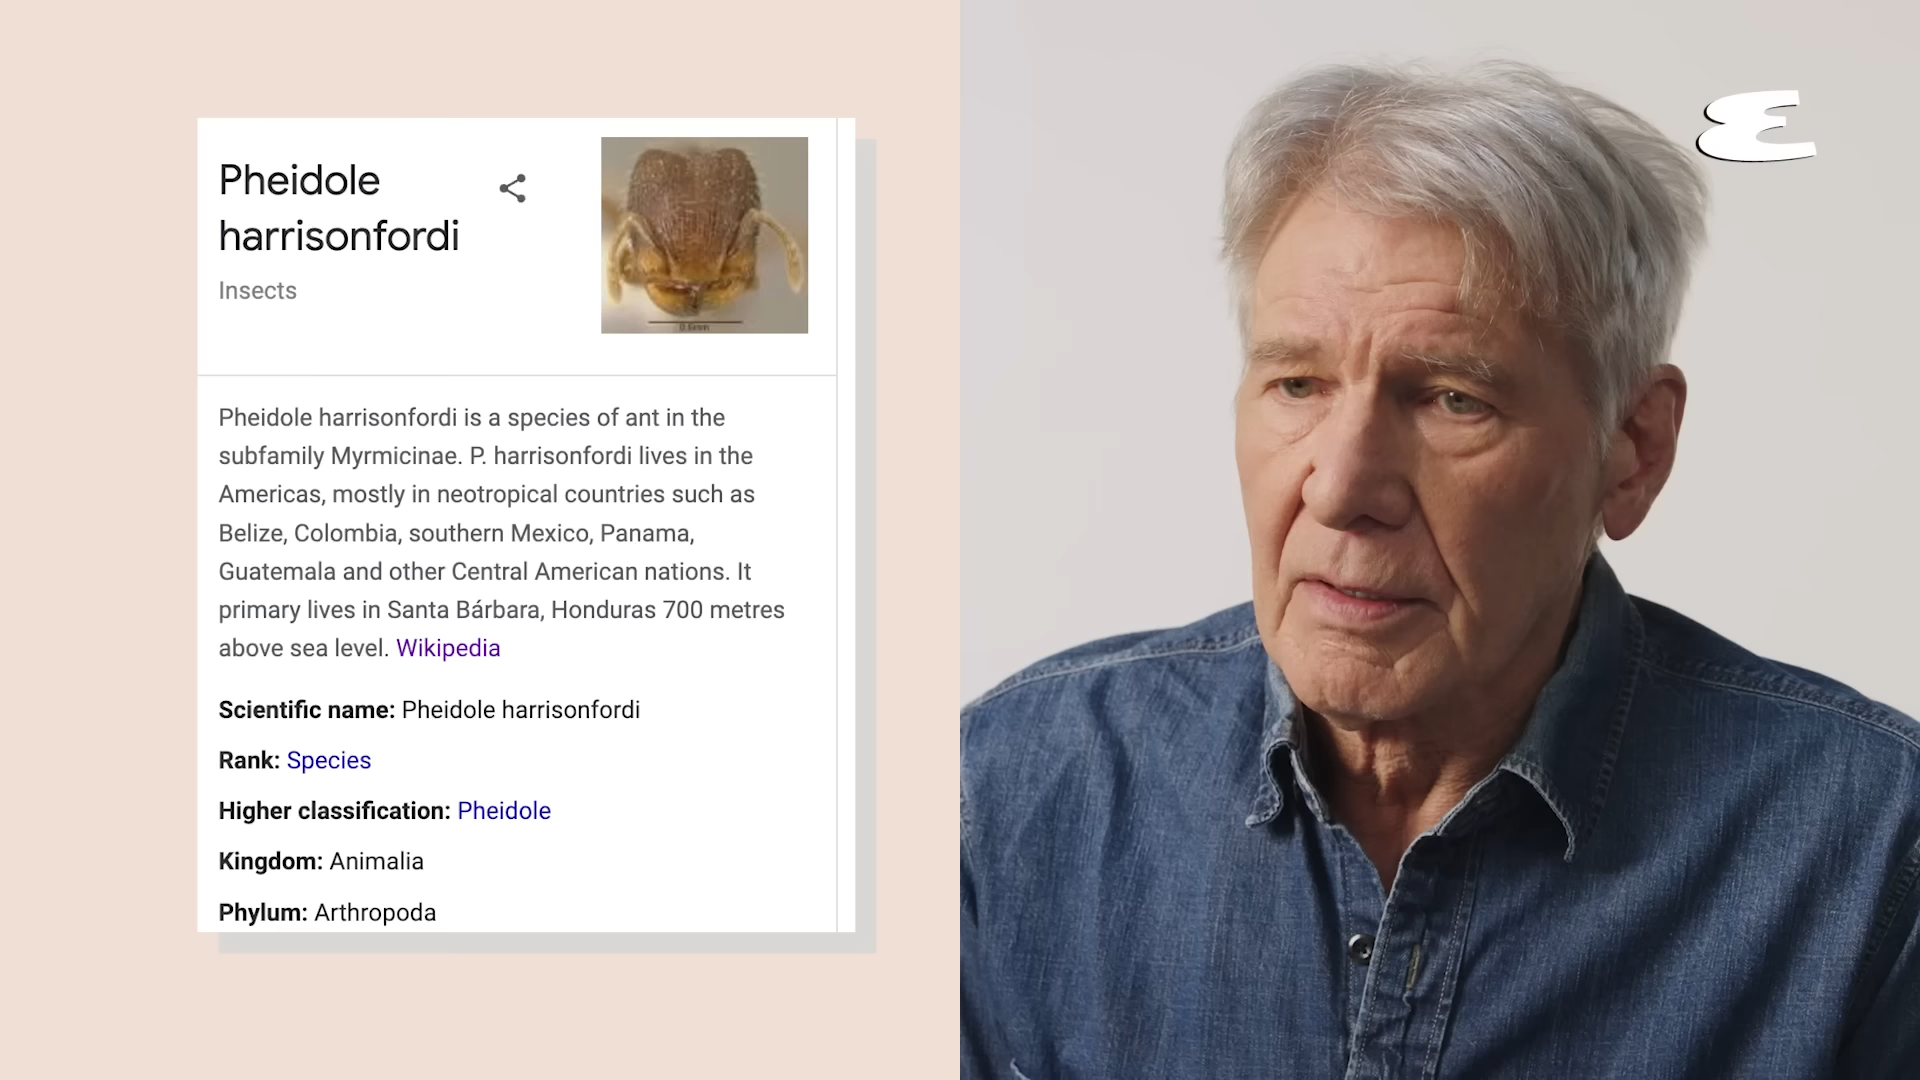 Pheidole
harrisonfordi
Insects
0.5mm
Pheidole harrisonfordi is a species of ant in the
subfamily Myrmicinae. P. harrisonfordi lives in the
Americas, mostly in neotropical countries such as
Belize, Colombia, southern Mexico, Panama,
Guatemala and other Central American nations. It
primary lives in Santa Bárbara, Honduras 700 metres
above sea level. Wikipedia
Scientific name: Pheidole harrisonfordi
Rank: Species
Higher classification: Pheidole
Kingdom: Animalia
Phylum: Arthropoda
E